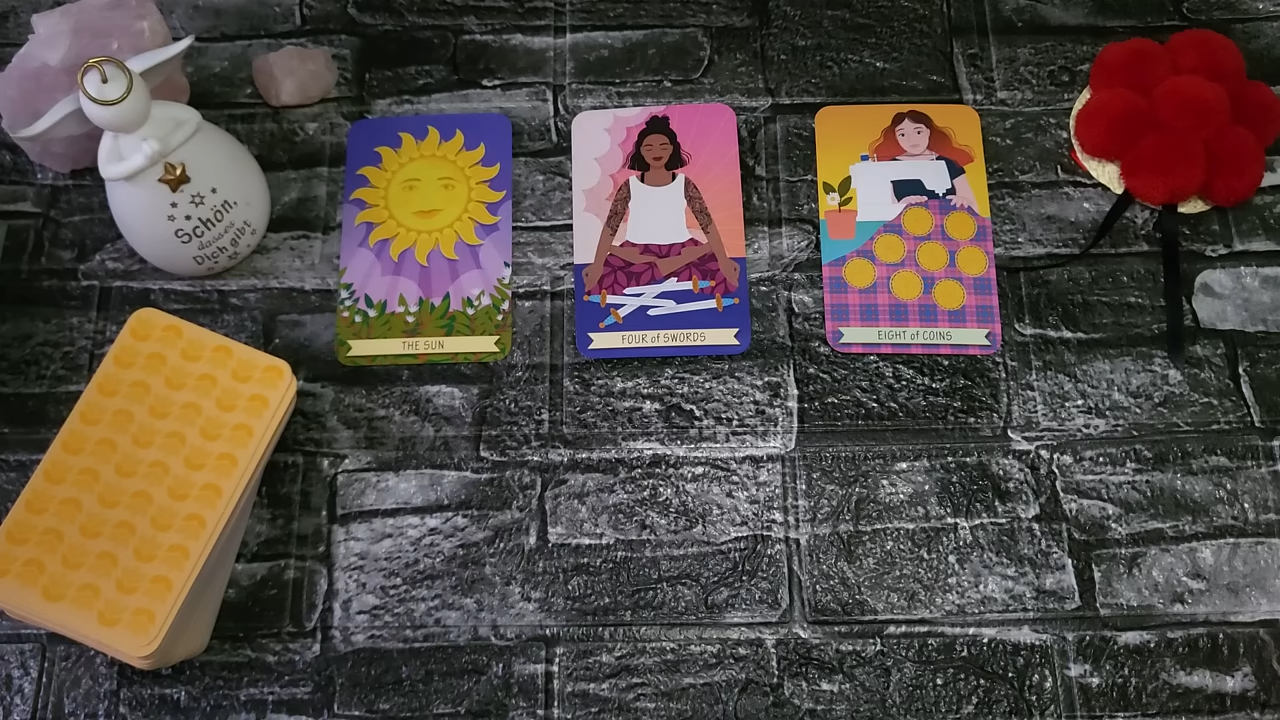 Schön,
dass es
Dich gibt
THE SUN
FOUR of SWORDS
EIGHT of COINS